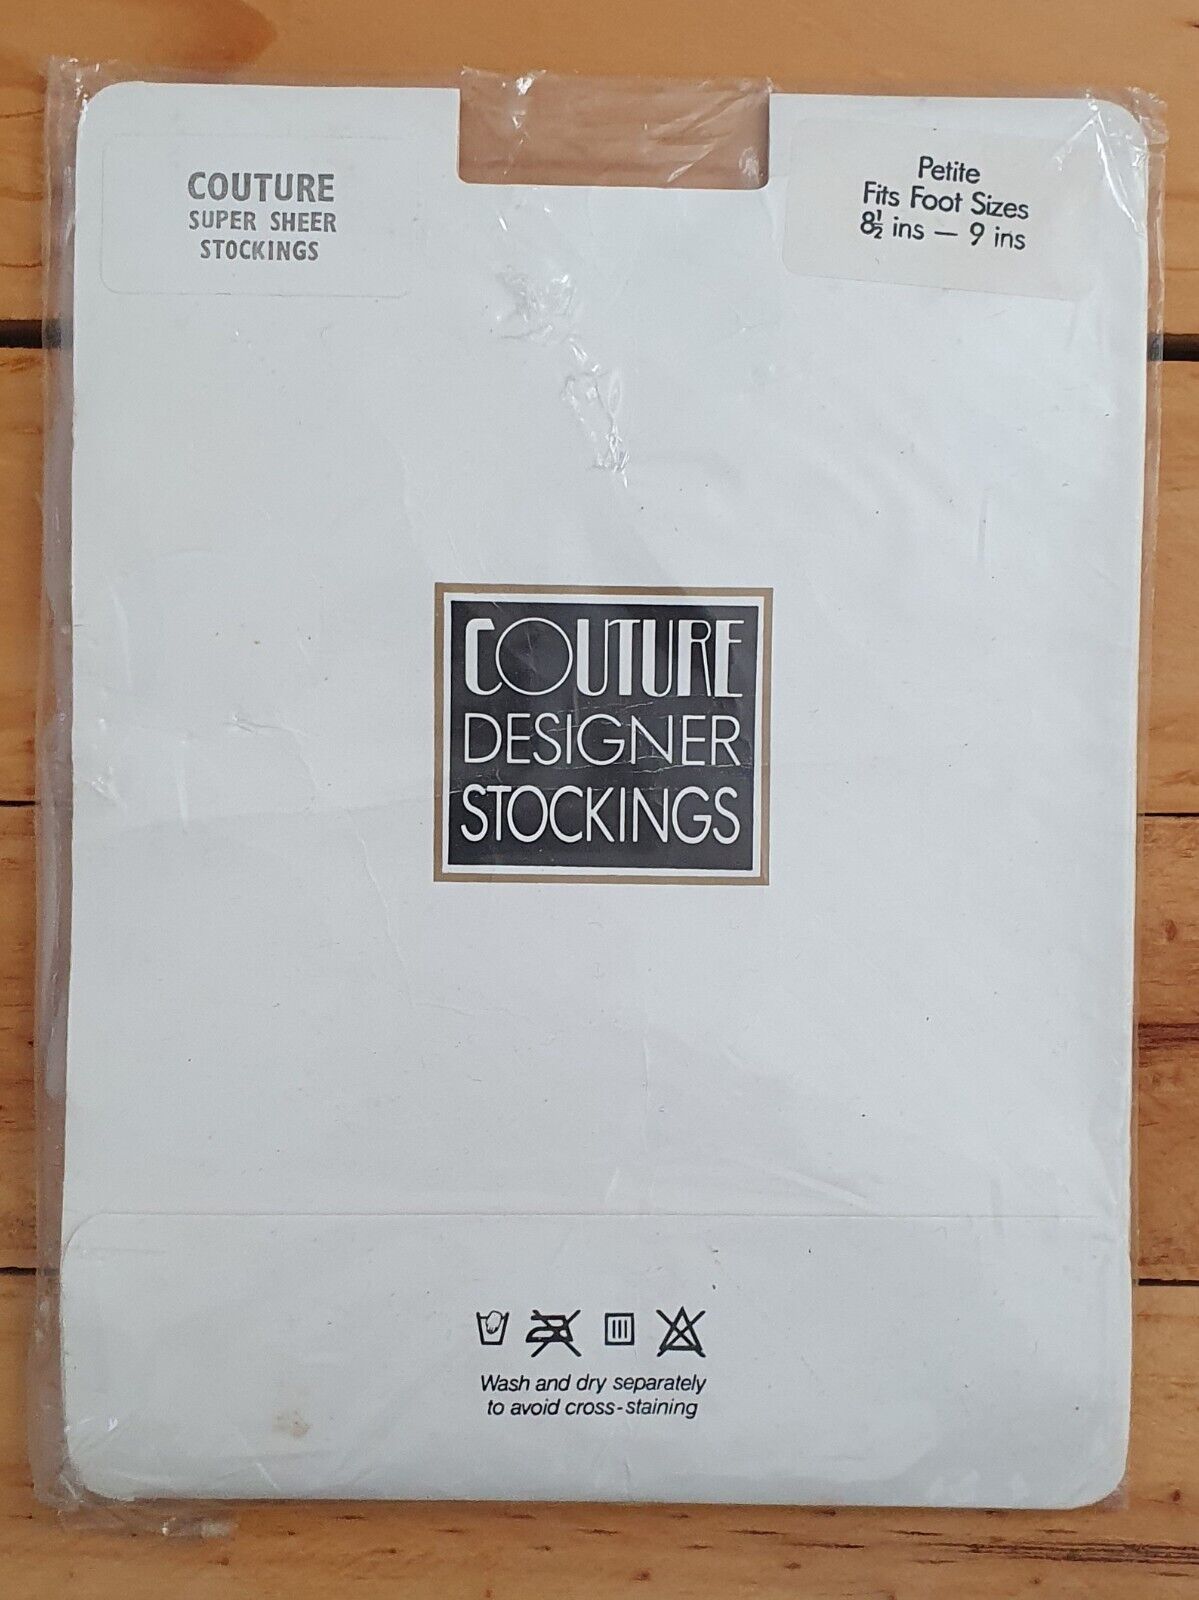 COUTURE
SUPER SHEER
STOCKINGS
Petite
Fits Foot Sizes
8½ ins — 9 ins
COUTURE
DESIGNER
STOCKINGS
Wash and dry separately
to avoid cross-staining